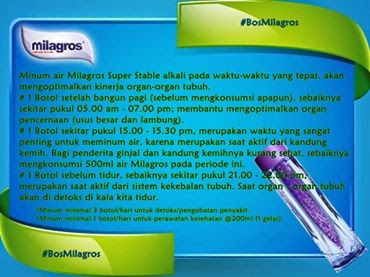 #BosMilagros
milagros
Minum air Milagros Super Stable alkali pada waktu-waktu yang tepat, akan
mengoptimalkan kinerja organ-organ tubuh.
# 1 Botol setelah bangun pagi (sebelum mengkonsumsi apapun), sebaiknya
sekitar pukul 05.00 am - 07.00 pm; membantu mengoptimalkan organ
pencernaan (usus besar dan lambung).
# 1 Botol sekitar pukul 15.00 - 15.30 pm, merupakan waktu yang sangat
penting untuk meminum air, karena merupakan saat aktif dari kandung
kemih. Bagi penderita ginjal dan kandung kemihnya kurang sehat, sebaiknya
mengkonsumsi 500ml air Milagros pada periode ini.
# 1 Botol sebelum tidur, sebaiknya sekitar pukul 21.00 - 22.00 pm,
merupakan saat aktif dari sistem kekebalan tubuh. Saat organ - organ tubuh
akan di detoks di kala kita tidur.
*Minum minimal 3 botol/hari untuk detoks/pengobatan penyakit.
*Minum minimal 1 botol/hari untuk perawatan kesehatan @200ml (1 gelas)
#BosMilagros